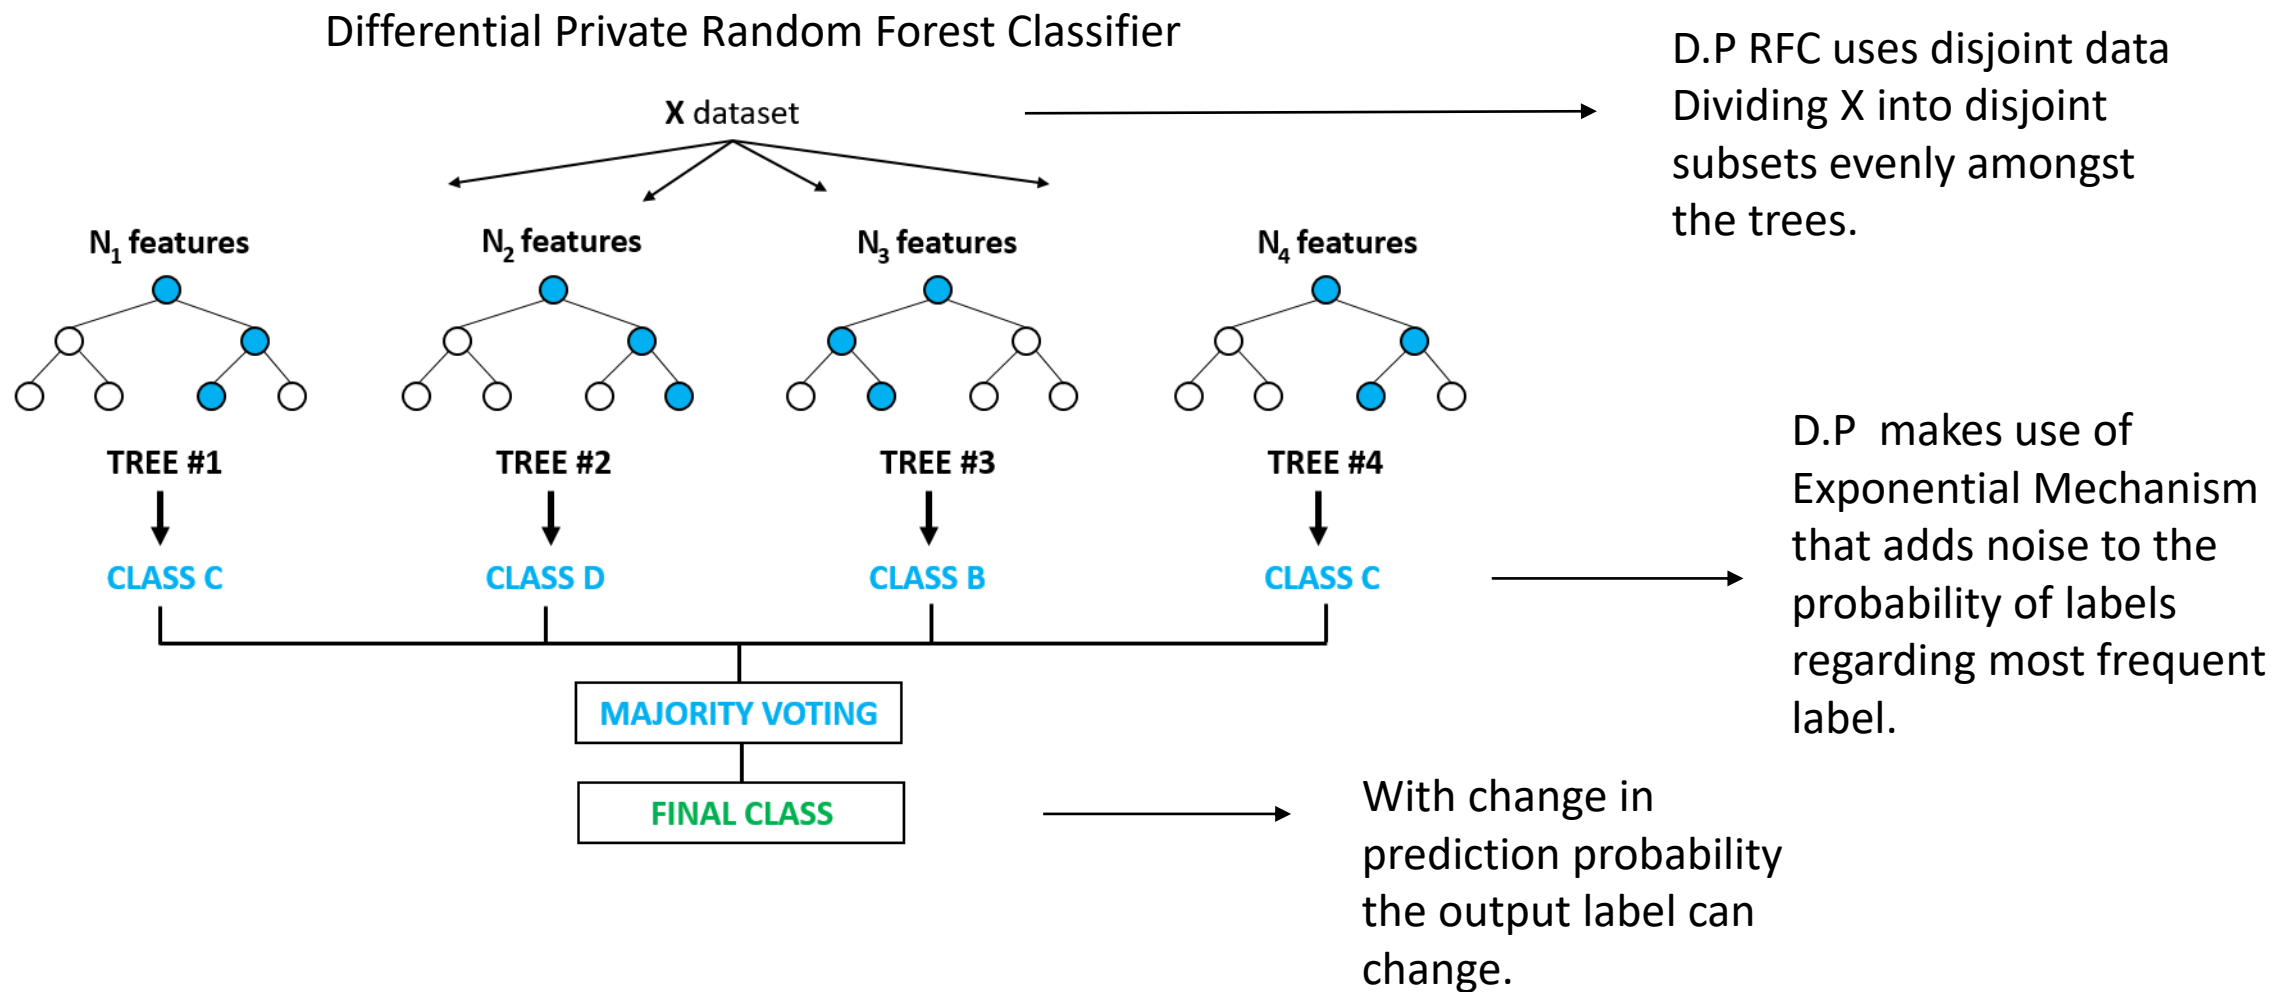 Differential Private Random Forest Classifier
X dataset
D.P RFC uses disjoint data
Dividing X into disjoint
subsets evenly amongst
the trees.
N₁ features
N₂ features
N₃ features
N₄ features
TREE #1
TREE #2
TREE #3
TREE #4
CLASS C
CLASS D
CLASS B
CLASS C
D.P makes use of
Exponential Mechanism
that adds noise to the
probability of labels
regarding most frequent
label.
MAJORITY VOTING
FINAL CLASS
With change in
prediction probability
the output label can
change.